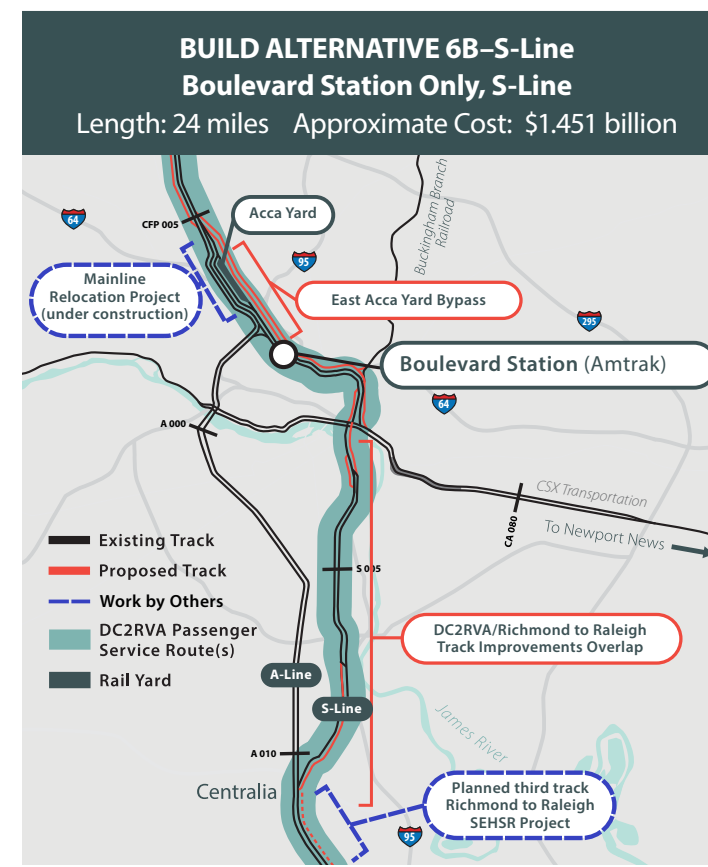 BUILD ALTERNATIVE 6B–S-Line
Boulevard Station Only, S-Line
Length: 24 miles Approximate Cost: $1.451 billion
CFP 005
64
Acca Yard
Buckingham Branch
Railroad
95
Mainline
Relocation Project
(under construction)
East Acca Yard Bypass
295
Boulevard Station (Amtrak)
64
A 000
CSX Transportation
CA 080
To Newport News
Existing Track
Proposed Track
Work by Others
DC2RVA Passenger
Service Route(s)
Rail Yard
S 005
DC2RVA/Richmond to Raleigh
Track Improvements Overlap
A-Line
S-Line
James River
A 010
Centralia
Planned third track
Richmond to Raleigh
SEHSR Project
95